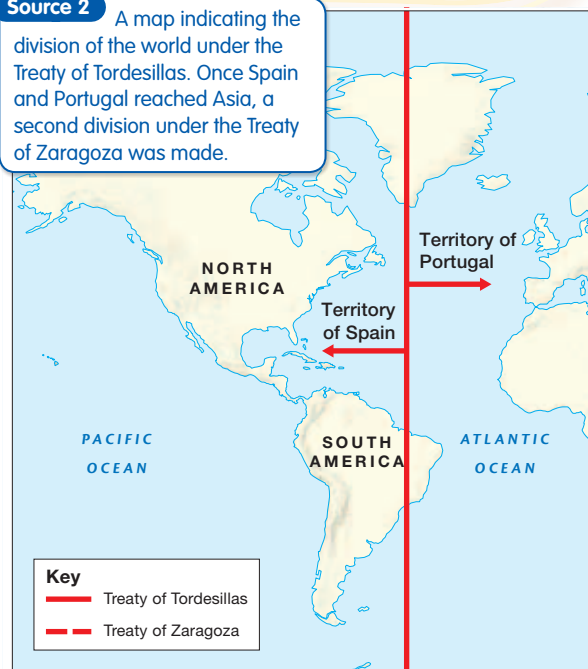 Source 2 A map indicating the
division of the world under the
Treaty of Tordesillas. Once Spain
and Portugal reached Asia, a
second division under the Treaty
of Zaragoza was made.
NORTH
AMERICA
Territory of
Portugal
Territory
of Spain
PACIFIC
OCEAN
SOUTH
AMERICA
ATLANTIC
OCEAN
Key
Treaty of Tordesillas
Treaty of Zaragoza